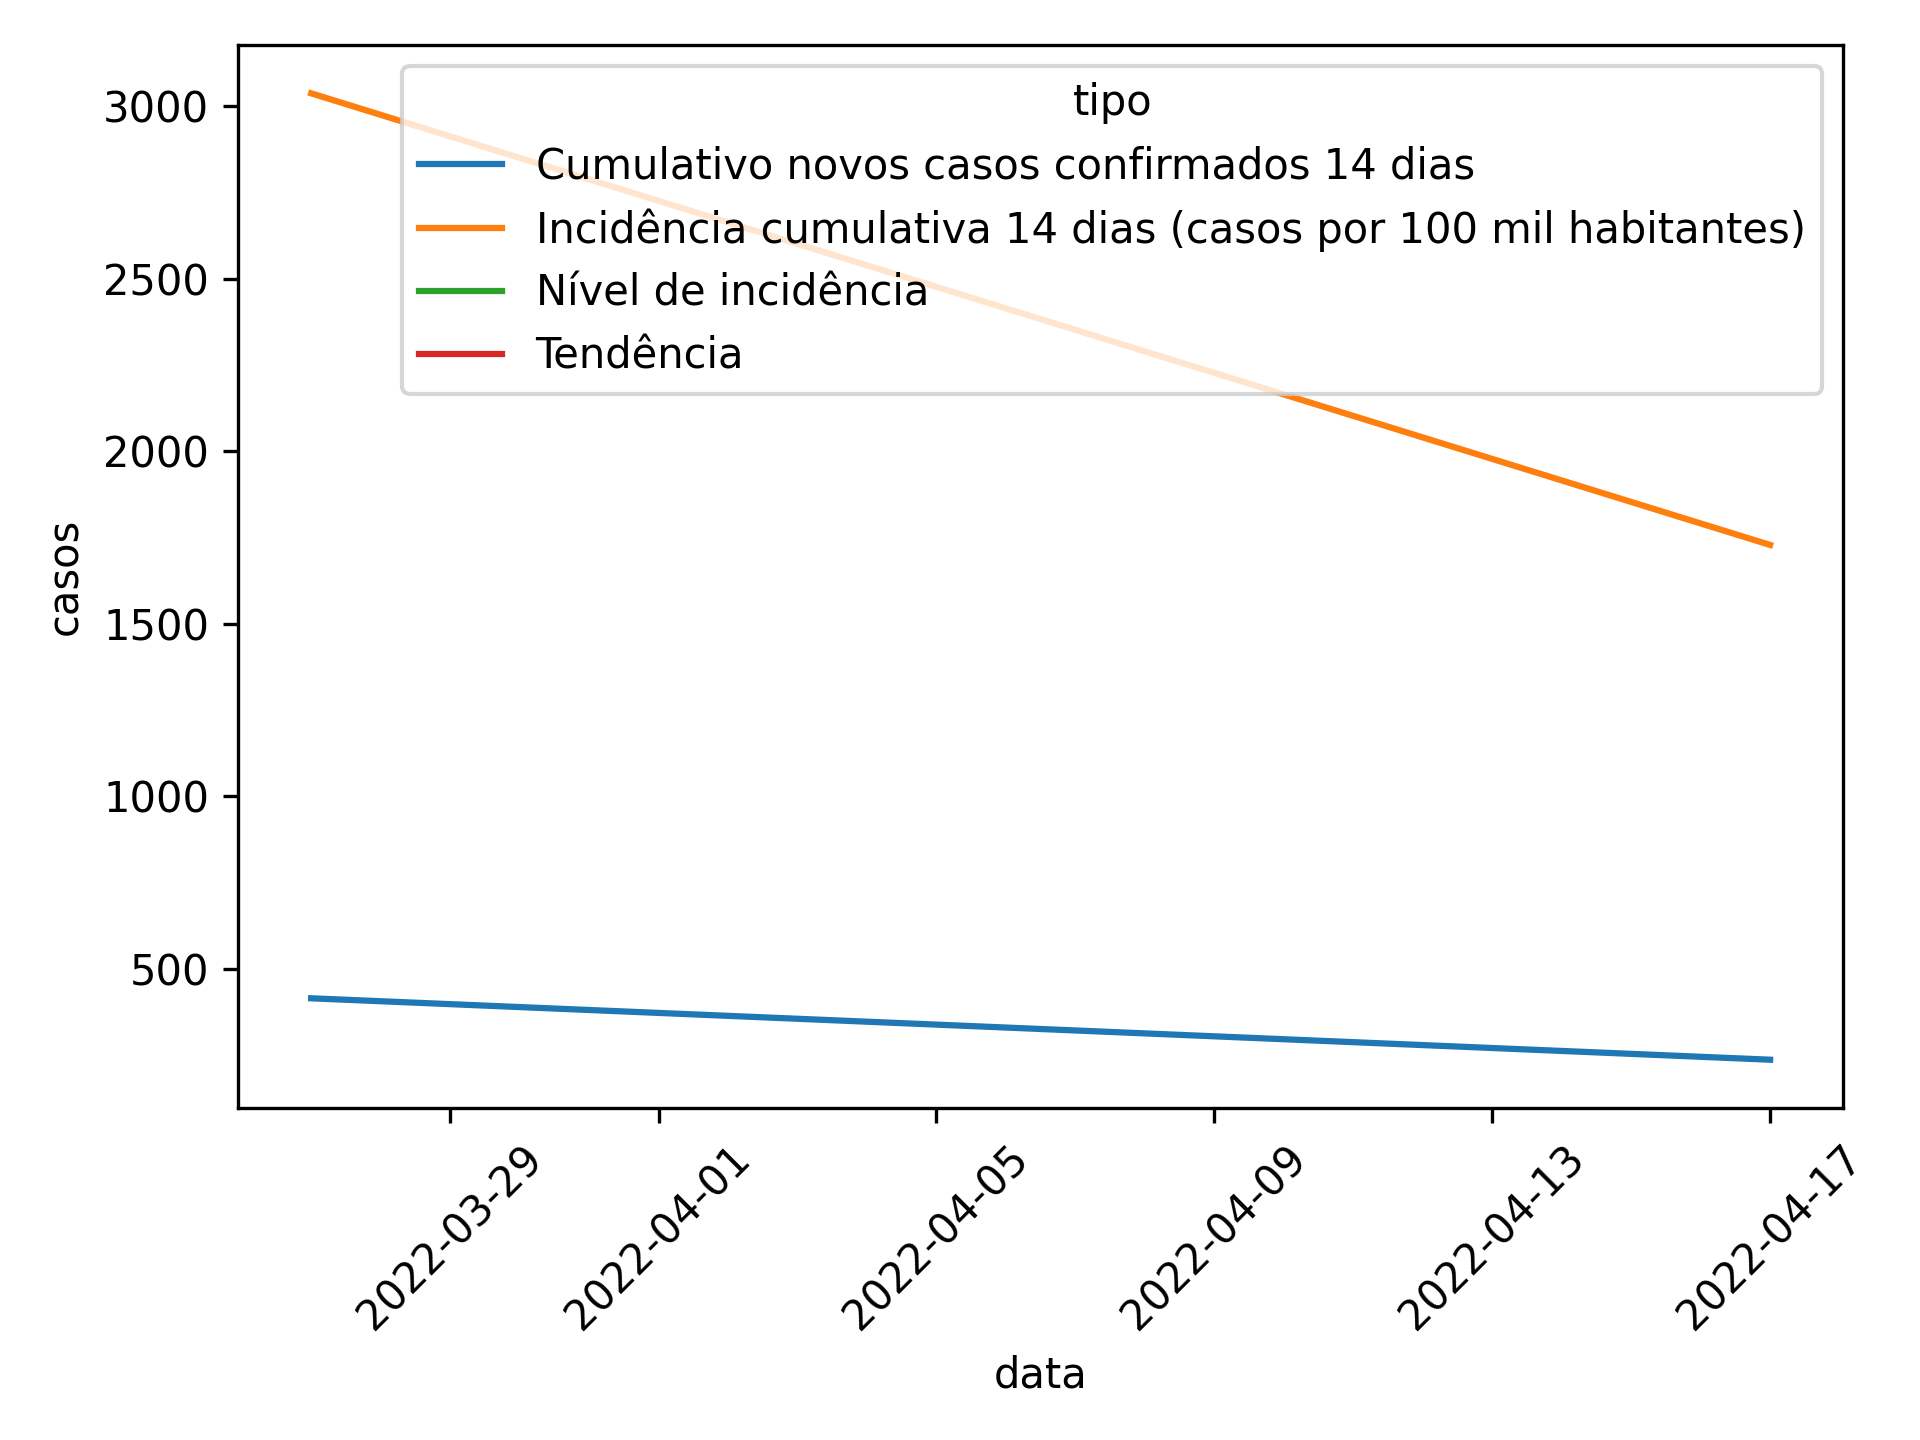 tipo
Cumulativo novos casos confirmados 14 dias
Incidência cumulativa 14 dias (casos por 100 mil habitantes)
Nível de incidência
Tendência
casos
3000
2500
2000
1500
1000
500
2022-03-29
2022-04-01
2022-04-05
2022-04-09
2022-04-13
2022-04-17
data